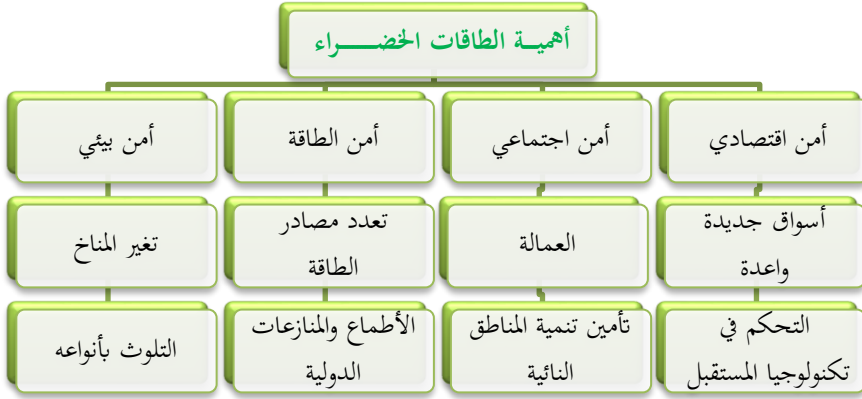 أهميـة الطاقات الخضـــــراء
أمن اقتصادي
أمن اجتماعي
أمن الطاقة
أمن بيئي
أسواق جديدة
واعدة
العمالة
تعدد مصادر
الطاقة
تغير المناخ
التحكم في
تكنولوجيا المستقبل
تأمين تنمية المناطق
النائية
الأطماع والمنازعات
الدولية
التلوث بأنواعه